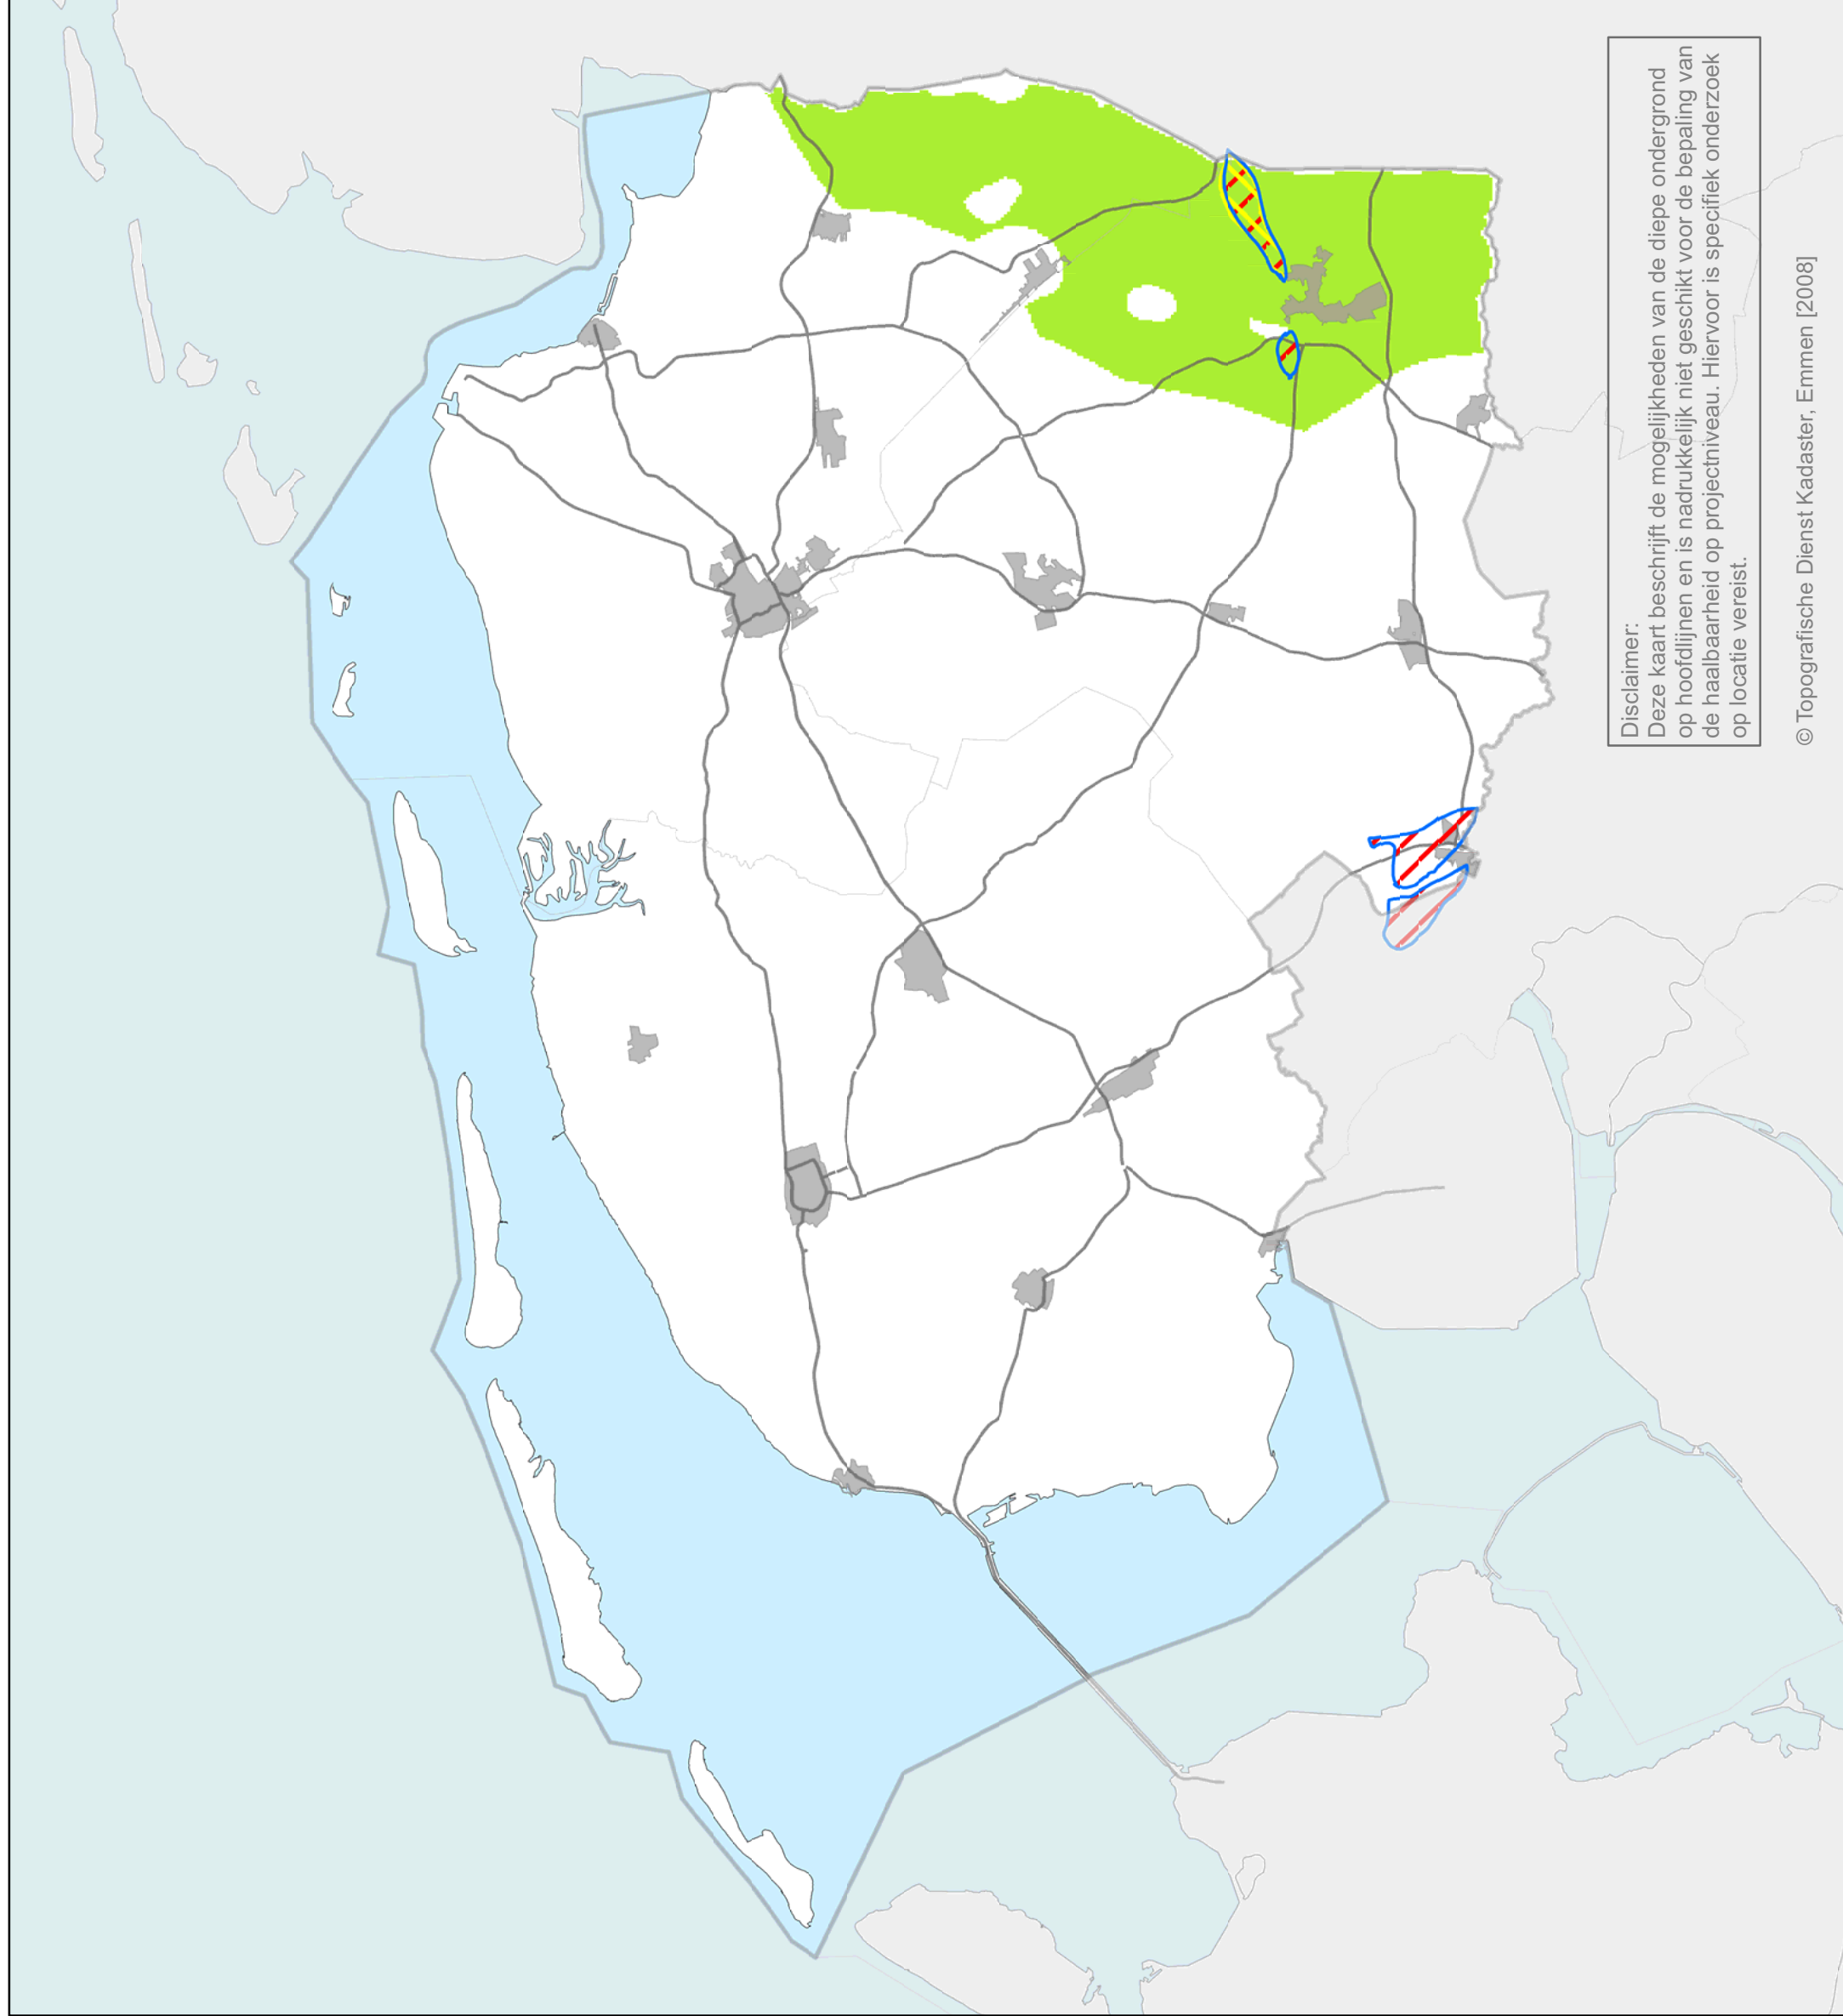 Disclaimer:
Deze kaart beschrijft de mogelijkheden van de diepe ondergrond
op hoofdlijnen en is nadrukkelijk niet geschikt voor de bepaling van
de haalbaarheid op projectniveau. Hiervoor is specifiek onderzoek
op locatie vereist.
© Topografische Dienst Kadaster, Emmen [2008]